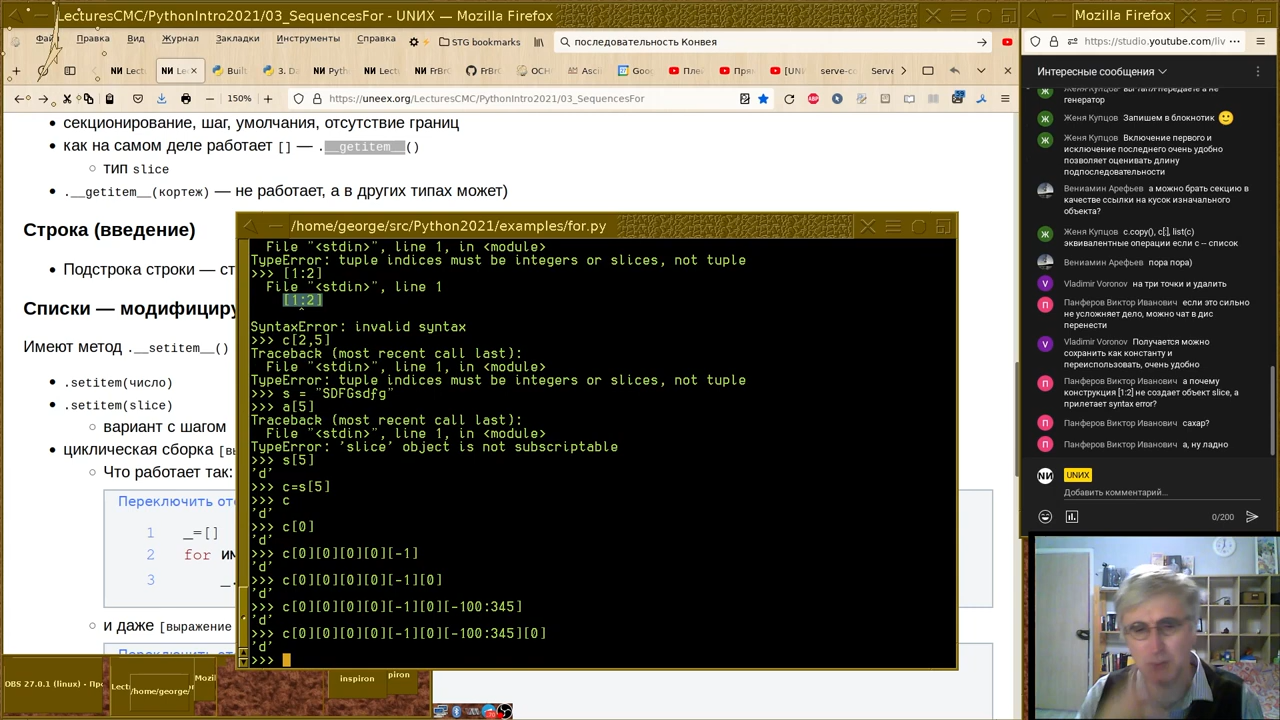 LecturesCMC/PythonIntro2021/03_SequencesFor - UNИX — Mozilla Firefox
Файл Правка Вид Журнал Закладки Инструменты Справка
STG bookmarks
последовательность Конвея
150%
https://uneex.org/LecturesCMC/PythonIntro2021/03_SequencesFor
секционирование, шаг, умолчания, отсутствие границ
как на самом деле работает [] — .__getitem__()
тип slice
.__getitem__(кортеж) — не работает, а в других типах может)
Строка (введение)
Подстрока строки — ст
Списки — модифициру
Имеют метод .__setitem__()
.setitem(число)
.setitem(slice)
вариант с шагом
циклическая сборка [вы
Что работает так:
Переключить ото
1 _=[]
2 for им
3 _.
и даже [выражение
/home/george/src/Python2021/examples/for.py
File "<stdin>", line 1, in <module>
TypeError: tuple indices must be integers or slices, not tuple
>>> [1:2]
File "<stdin>", line 1
[1:2]
^
SyntaxError: invalid syntax
>>> c[2,5]
Traceback (most recent call last):
File "<stdin>", line 1, in <module>
TypeError: tuple indices must be integers or slices, not tuple
>>> s = "SDFGsdfg"
>>> a[5]
Traceback (most recent call last):
File "<stdin>", line 1, in <module>
TypeError: 'slice' object is not subscriptable
>>> s[5]
'd'
>>> c=s[5]
>>> c
'd'
>>> c[0]
'd'
>>> c[0][0][0][0][-1]
'd'
>>> c[0][0][0][0][-1][0]
'd'
>>> c[0][0][0][0][-1][0][-100:345]
'd'
>>> c[0][0][0][0][-1][0][-100:345][0]
'd'
>>>
OBS 27.0.1 (linux) - Пр
Lect
/home/george/
Mozil
inspiron
piron
Mozilla Firefox
https://studio.youtube.com/liv
Интересные сообщения
генератор
Женя Купцов Запишем в блокнотик
Женя Купцов Включение первого и
исключение последнего очень удобно
позволяет оценивать длину
подпоследовательности
Вениамин Арефьев а можно брать секцию в
качестве ссылки на кусок изначального
объекта?
Женя Купцов c.copy(), c[:], list(c)
эквивалентные операции если c -- список
Вениамин Арефьев пора пора)
Vladimir Voronov на три точки и удалить
Панферов Виктор Иванович если это сильно
не усложняет дело, можно чат в дис
перенести
Vladimir Voronov Получается можно
сохранить как константу и
переиспользовать, очень удобно
Панферов Виктор Иванович а почему
конструкция [1:2] не создает объект slice, а
прилетает syntax error?
Панферов Виктор Иванович сахар?
Панферов Виктор Иванович а, ну ладно
UNИX
Добавить комментарий...
0/200